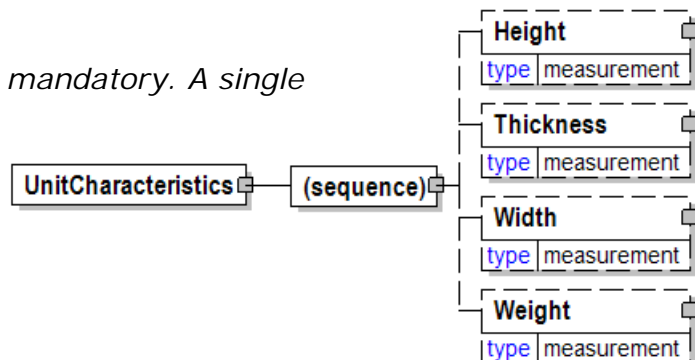 mandatory. A single
UnitCharacteristics
(sequence)
Height
type measurement
Thickness
type measurement
Width
type measurement
Weight
type measurement